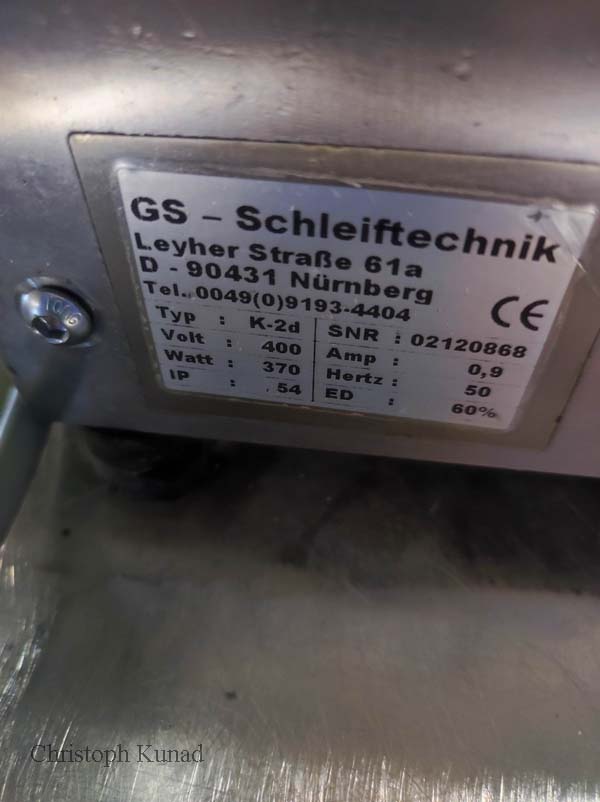 GS – Schleiftechnik
Leyher Straße 61a
D - 90431 Nürnberg
Tel. 0049(0)9193-4404
CE
Typ : K-2d SNR : 02120868
Volt : 400 Amp : 0,9
Watt : 370 Hertz : 50
IP : 54 ED : 60%
Christoph Kunad